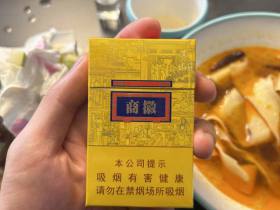 商徽
本公司提示
吸烟有害健康
请勿在禁烟场所吸烟